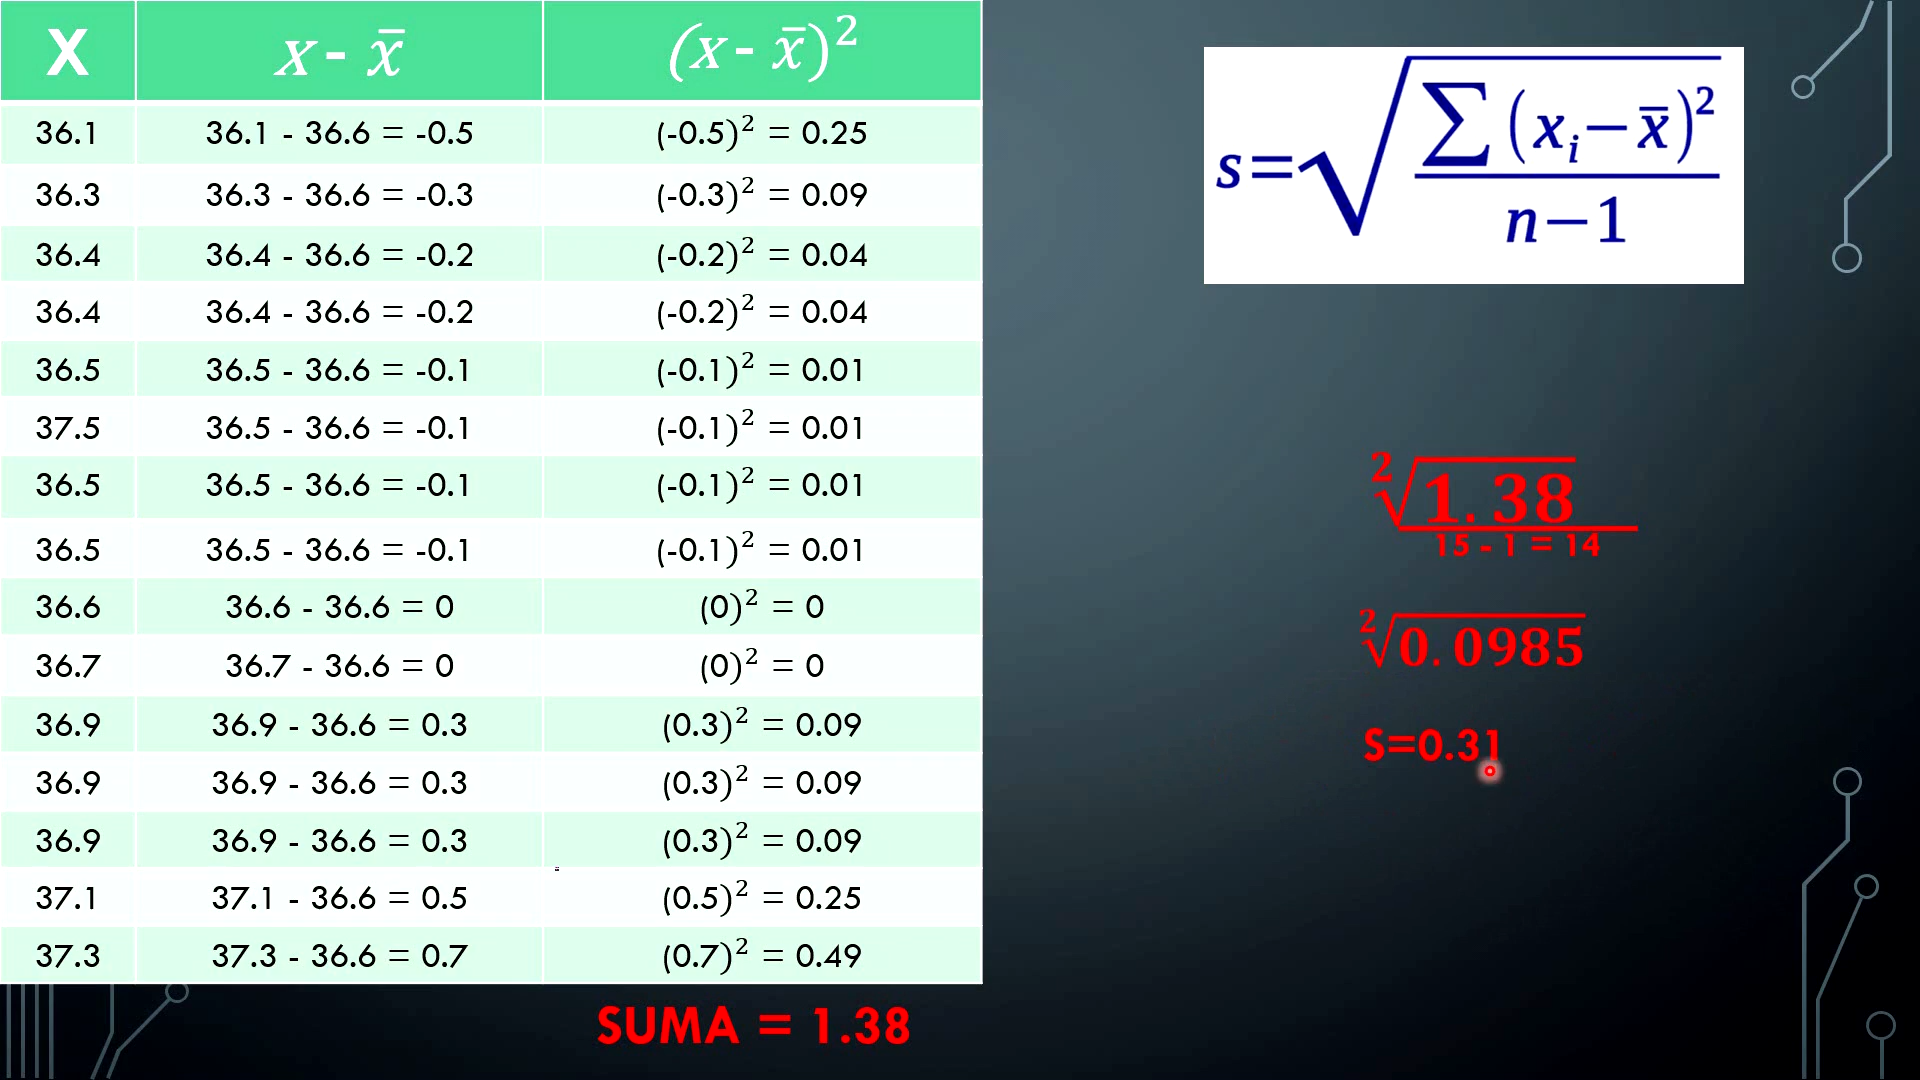 X x - x̄ (x - x̄)²
36.1 36.1 - 36.6 = -0.5 (-0.5)² = 0.25
36.3 36.3 - 36.6 = -0.3 (-0.3)² = 0.09
36.4 36.4 - 36.6 = -0.2 (-0.2)² = 0.04
36.4 36.4 - 36.6 = -0.2 (-0.2)² = 0.04
36.5 36.5 - 36.6 = -0.1 (-0.1)² = 0.01
37.5 36.5 - 36.6 = -0.1 (-0.1)² = 0.01
36.5 36.5 - 36.6 = -0.1 (-0.1)² = 0.01
36.5 36.5 - 36.6 = -0.1 (-0.1)² = 0.01
36.6 36.6 - 36.6 = 0 (0)² = 0
36.7 36.7 - 36.6 = 0 (0)² = 0
36.9 36.9 - 36.6 = 0.3 (0.3)² = 0.09
36.9 36.9 - 36.6 = 0.3 (0.3)² = 0.09
36.9 36.9 - 36.6 = 0.3 (0.3)² = 0.09
37.1 37.1 - 36.6 = 0.5 (0.5)² = 0.25
37.3 37.3 - 36.6 = 0.7 (0.7)² = 0.49
SUMA = 1.38
s=√(∑(xᵢ−x̄)²/(n−1))
²√1.38
15 - 1 = 14
²√0.0985
S=0.31